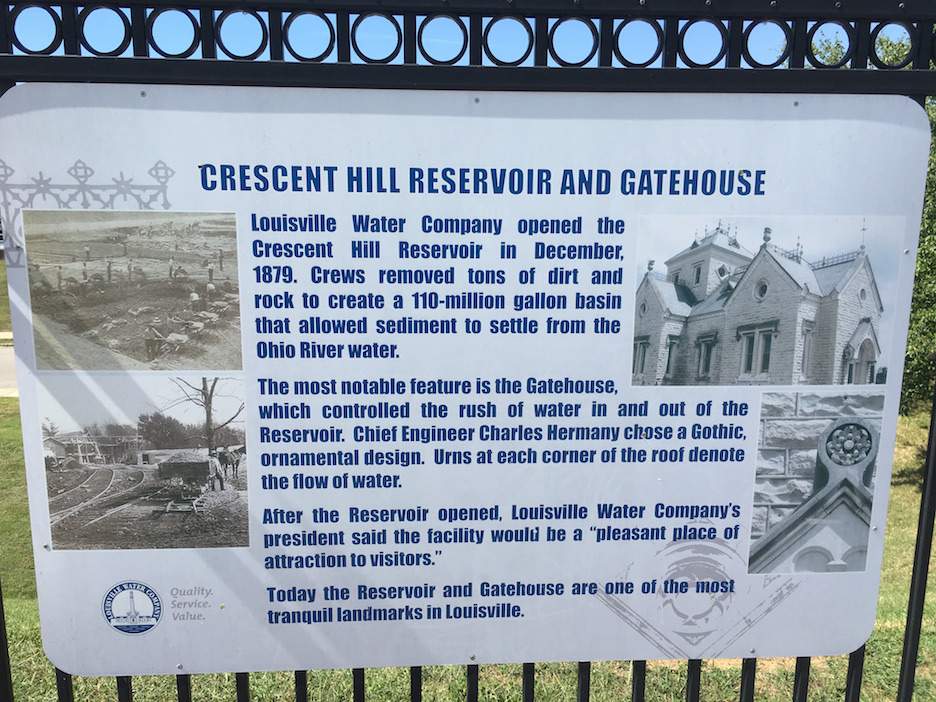 CRESCENT HILL RESERVOIR AND GATEHOUSE
Louisville Water Company opened the
Crescent Hill Reservoir in December,
1879. Crews removed tons of dirt and
rock to create a 110-million gallon basin
that allowed sediment to settle from the
Ohio River water.
The most notable feature is the Gatehouse,
which controlled the rush of water in and out of the
Reservoir. Chief Engineer Charles Hermany chose a Gothic,
ornamental design. Urns at each corner of the roof denote
the flow of water.
After the Reservoir opened, Louisville Water Company's
president said the facility would be a "pleasant place of
attraction to visitors."
Today the Reservoir and Gatehouse are one of the most
tranquil landmarks in Louisville.
LOUISVILLE WATER COMPANY
Quality.
Service.
Value.